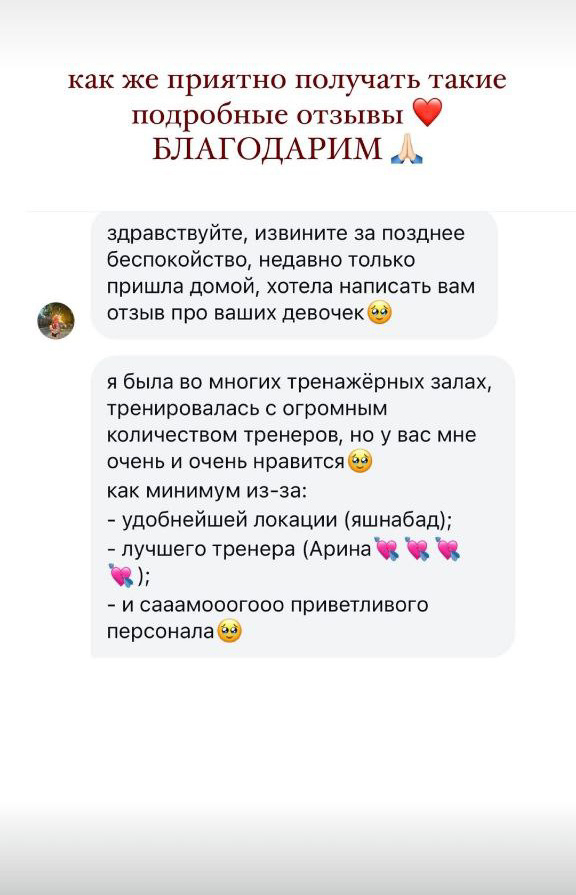 как же приятно получать такие
подробные отзывы ❤️
БЛАГОДАРИМ 🙏🏻
здравствуйте, извините за позднее
беспокойство, недавно только
пришла домой, хотела написать вам
отзыв про ваших девочек🥹
я была во многих тренажёрных залах,
тренировалась с огромным
количеством тренеров, но у вас мне
очень и очень нравится🥹
как минимум из-за:
- удобнейшей локации (яшнабад);
- лучшего тренера (Арина💘💘💘
💘);
- и сааамооогооо приветливого
персонала🥹